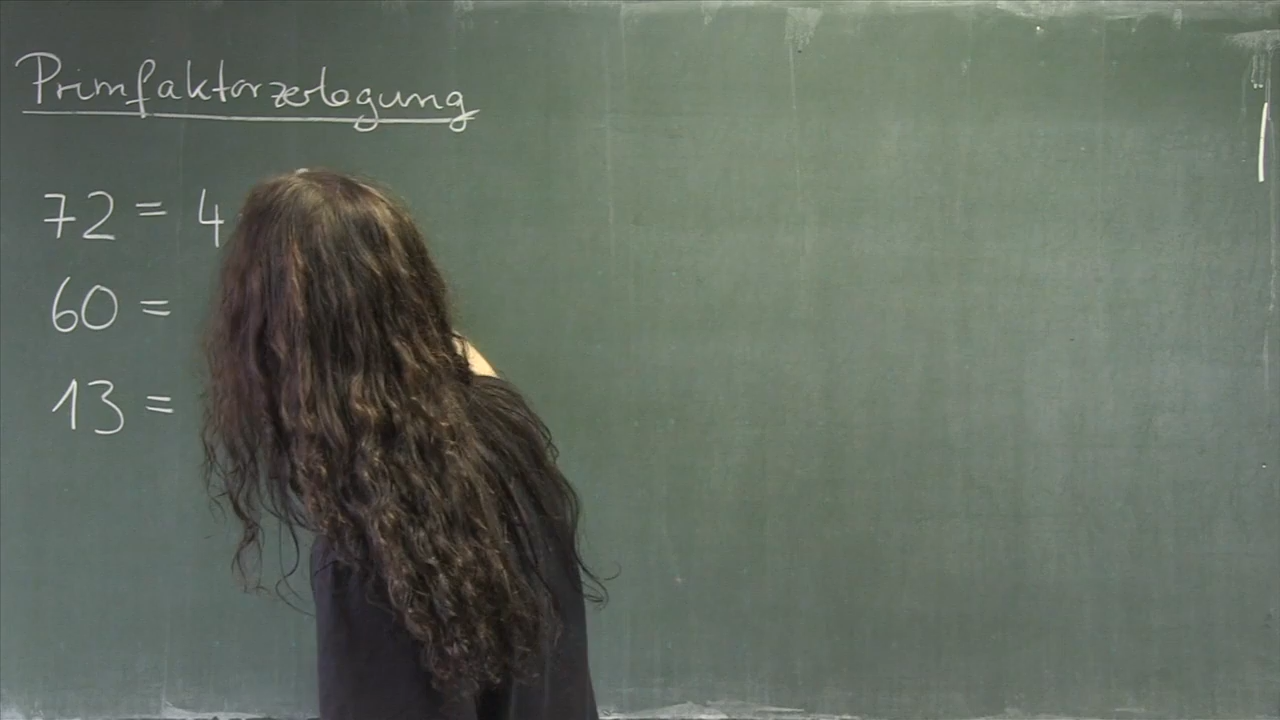 Primfaktorzerlegung
72 = 4
60 =
13 =